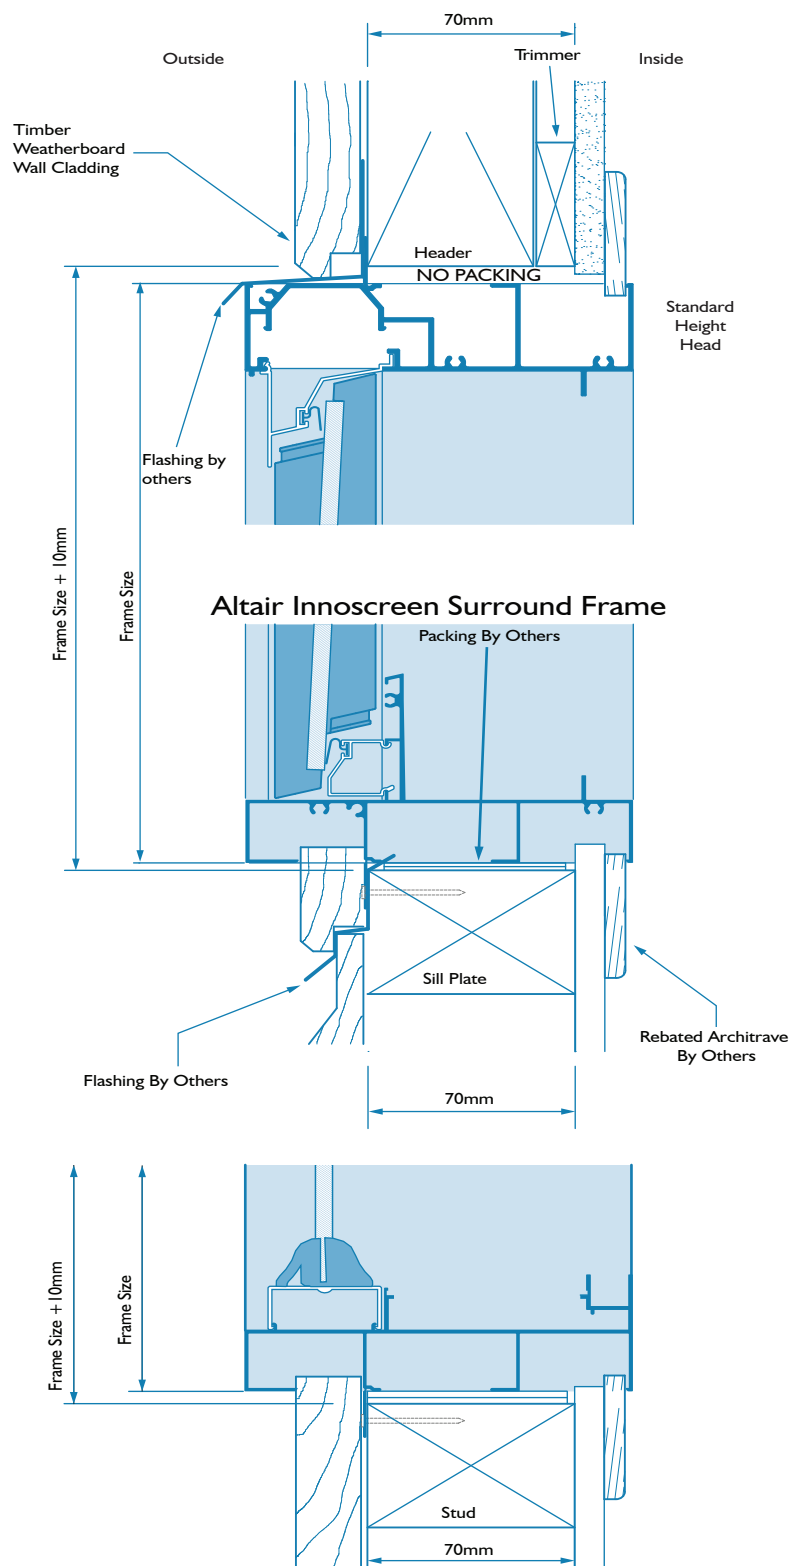 70mm
Outside
Trimmer
Inside
Timber
Weatherboard
Wall Cladding
Header
NO PACKING
Standard
Height
Head
Flashing by
others
Frame Size + 10mm
Frame Size
Altair Innoscreen Surround Frame
Packing By Others
Sill Plate
Rebated Architrave
By Others
Flashing By Others
70mm
Frame Size +10mm
Frame Size
Stud
70mm